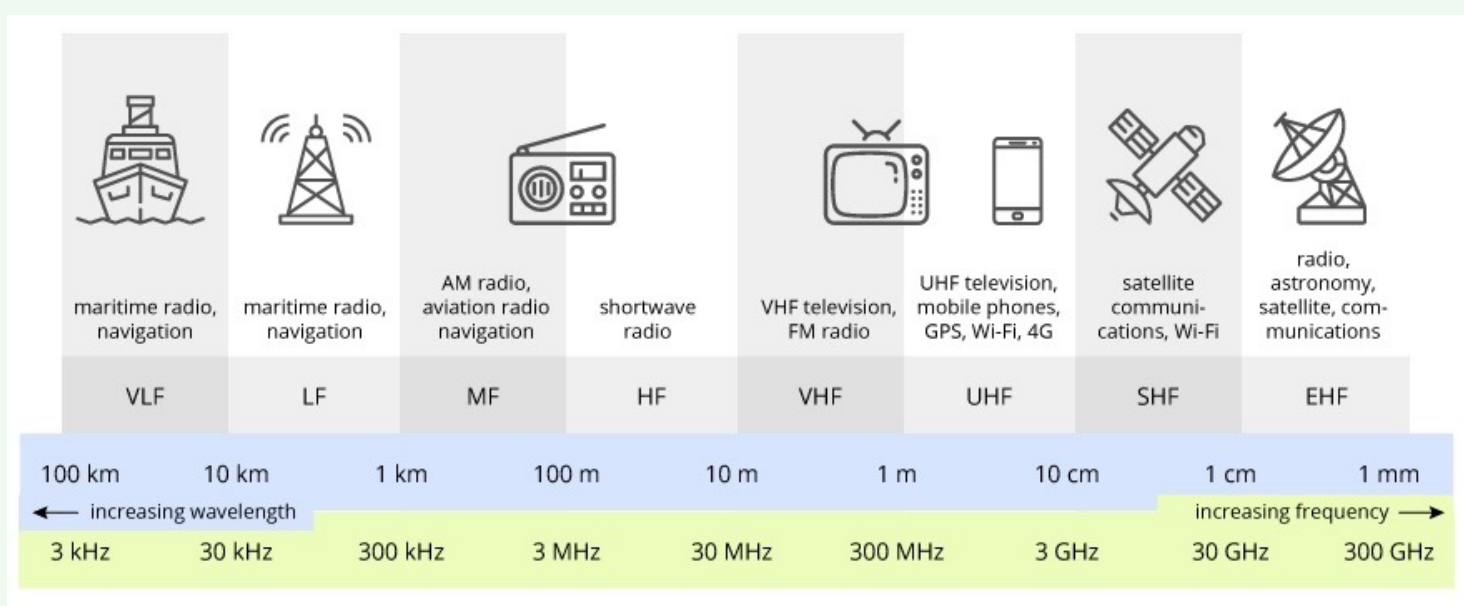 maritime radio,
navigation
maritime radio,
navigation
AM radio,
aviation radio
navigation
shortwave
radio
VHF television,
FM radio
UHF television,
mobile phones,
GPS, Wi-Fi, 4G
satellite
communi-
cations, Wi-Fi
radio,
astronomy,
satellite, com-
munications
VLF LF MF HF VHF UHF SHF EHF
100 km 10 km 1 km 100 m 10 m 1 m 10 cm 1 cm 1 mm
← increasing wavelength increasing frequency →
3 kHz 30 kHz 300 kHz 3 MHz 30 MHz 300 MHz 3 GHz 30 GHz 300 GHz